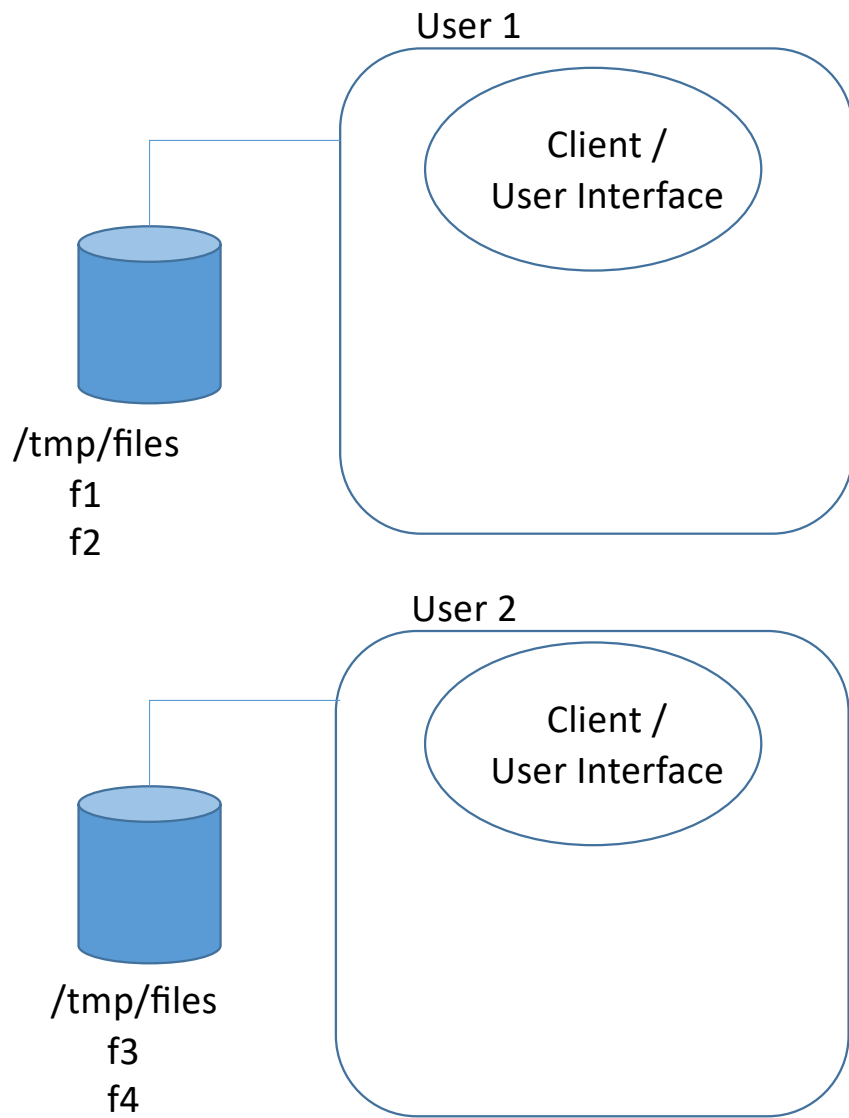 User 1
Client /
User Interface
/tmp/files
f1
f2
User 2
Client /
User Interface
/tmp/files
f3
f4